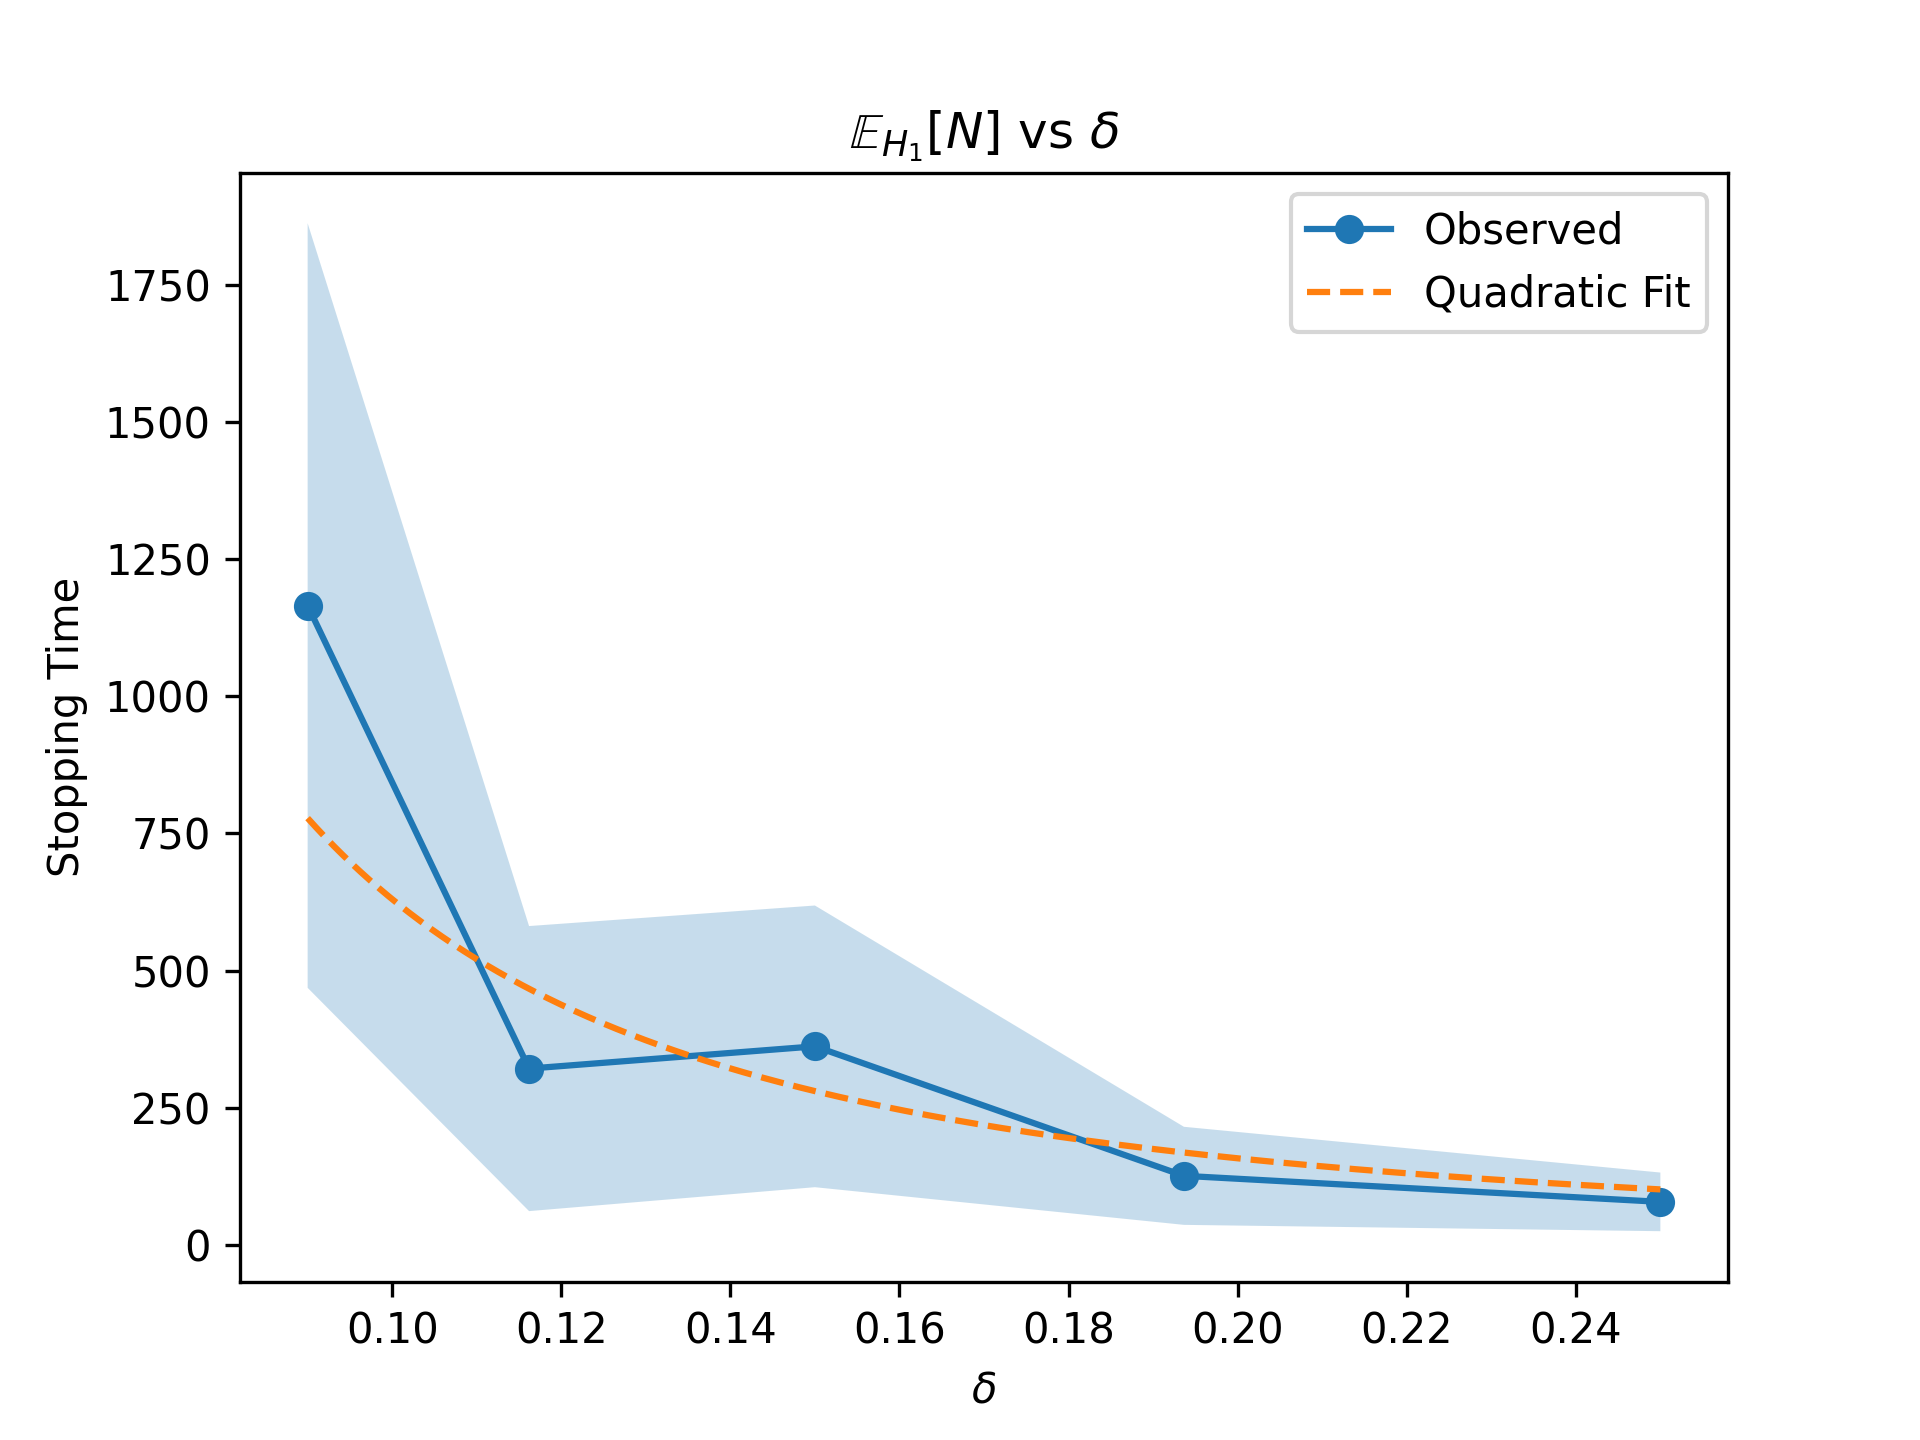 𝔼_{H_1}[N] vs δ
Observed
Quadratic Fit
Stopping Time
1750
1500
1250
1000
750
500
250
0
0.10 0.12 0.14 0.16 0.18 0.20 0.22 0.24
δ